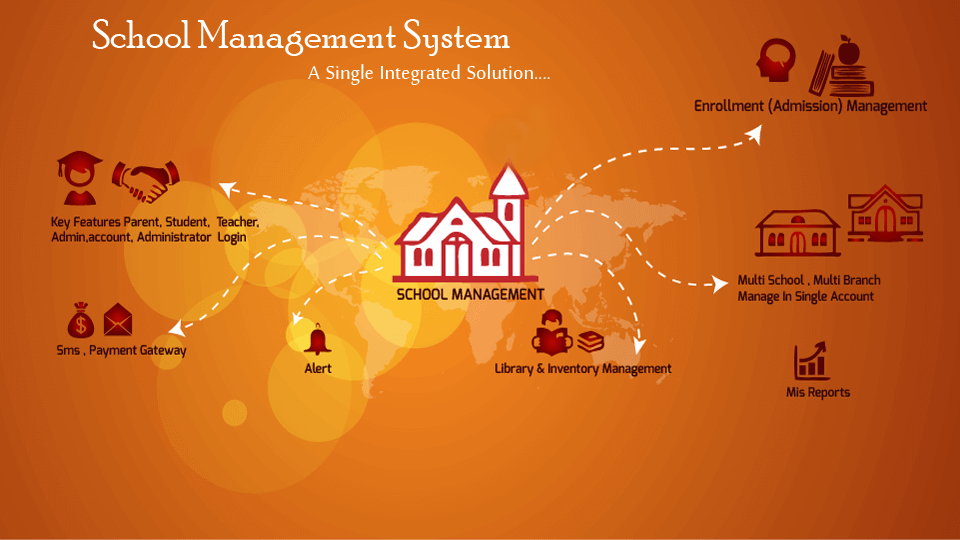 School Management System
A Single Integrated Solution....
Enrollment (Admission) Management
Key Features Parent, Student, Teacher,
Admin,account, Administrator Login
SCHOOL MANAGEMENT
Multi School , Multi Branch
Manage In Single Account
Sms , Payment Gateway
Alert
Library & Inventory Management
Mis Reports